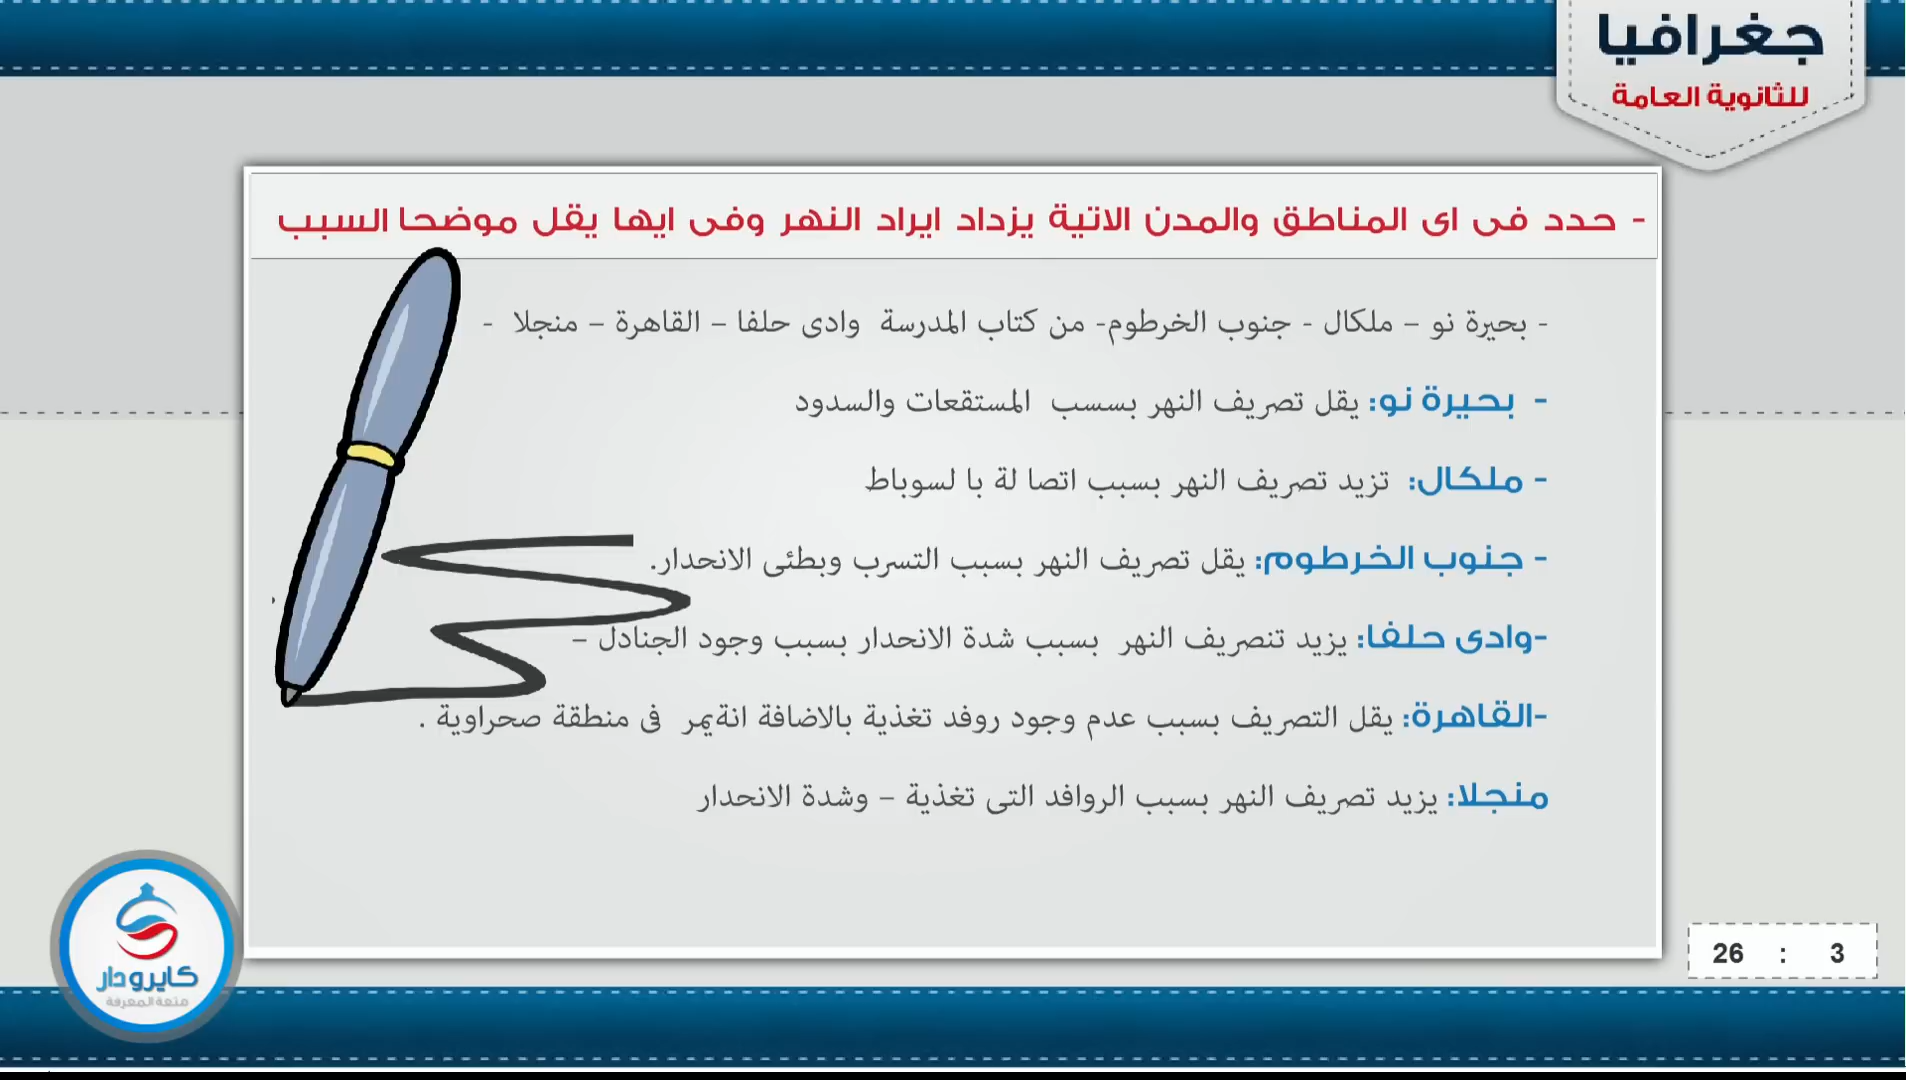 جغرافيا
للثانوية العامة
- حدد فى اى المناطق والمدن الاتية يزداد ايراد النهر وفى ايها يقل موضحا السبب
- بحيرة نو – ملكال - جنوب الخرطوم- من كتاب المدرسة وادى حلفا – القاهرة – منجلا -
- بحيرة نو: يقل تصريف النهر بسسب المستقعات والسدود
- ملكال: تزيد تصريف النهر بسبب اتصا لة با لسوباط
- جنوب الخرطوم: يقل تصريف النهر بسبب التسرب وبطئى الانحدار.
-وادى حلفا: يزيد تنصريف النهر بسبب شدة الانحدار بسبب وجود الجنادل –
-القاهرة: يقل التصريف بسبب عدم وجود روفد تغذية بالاضافة انةيمر فى منطقة صحراوية .
منجلا: يزيد تصريف النهر بسبب الروافد التى تغذية – وشدة الانحدار
كايرودار
متعة المعرفة
26 : 3